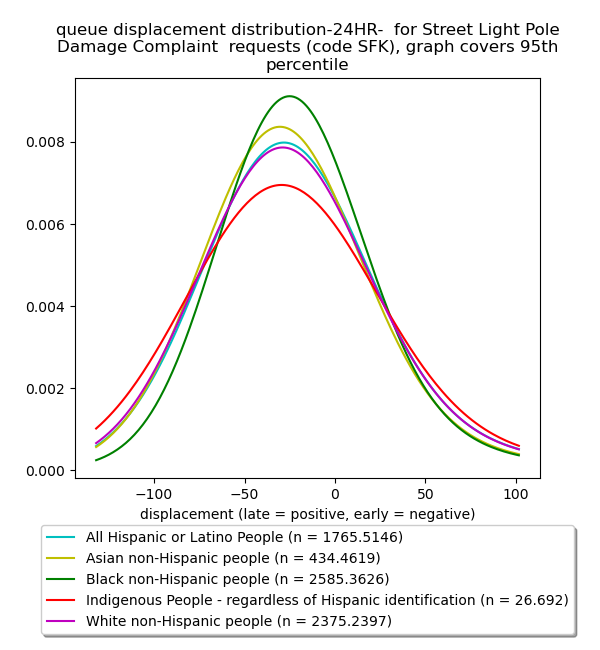 queue displacement distribution-24HR-  for Street Light Pole
Damage Complaint  requests (code SFK), graph covers 95th
percentile
0.008
0.006
0.004
0.002
0.000
−100
−50
0
50
100
displacement (late = positive, early = negative)
All Hispanic or Latino People (n = 1765.5146)
Asian non-Hispanic people (n = 434.4619)
Black non-Hispanic people (n = 2585.3626)
Indigenous People - regardless of Hispanic identification (n = 26.692)
White non-Hispanic people (n = 2375.2397)